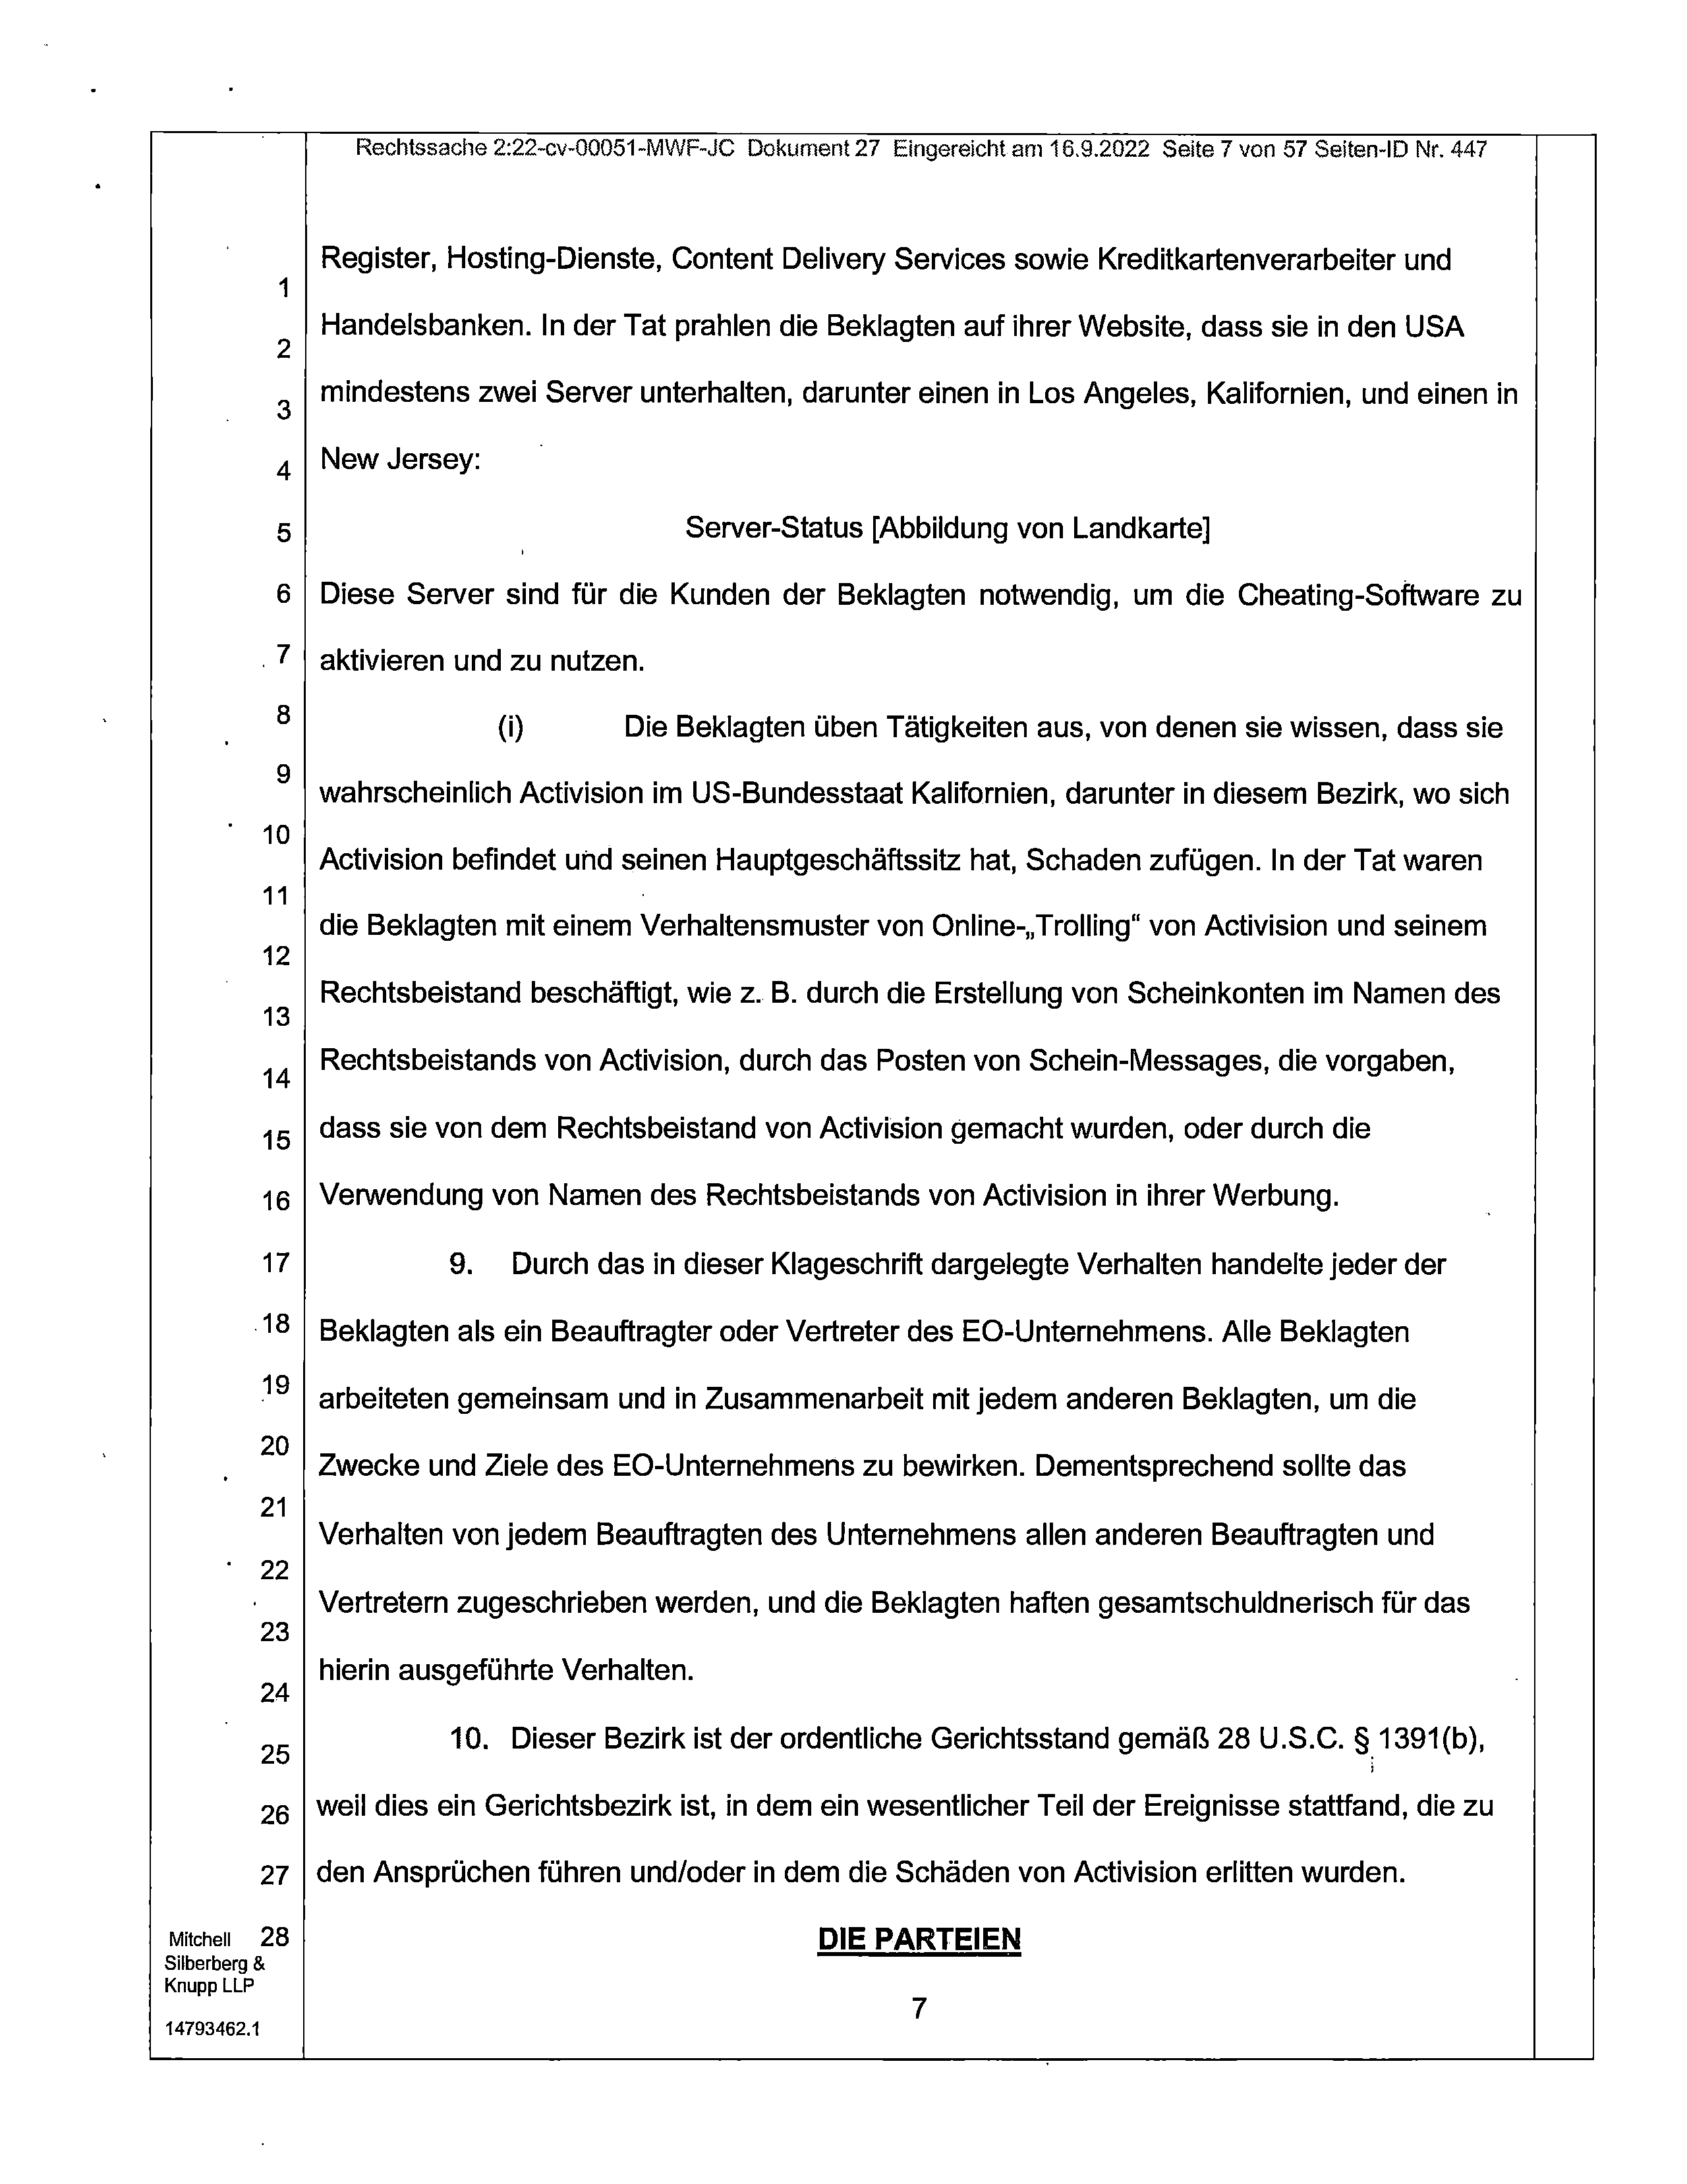 Rechtssache 2:22-cv-00051-MWF-JC Dokument 27 Eingereicht am 16.9.2022 Seite 7 von 57 Seiten-ID Nr. 447
Register, Hosting-Dienste, Content Delivery Services sowie Kreditkartenverarbeiter und
1
Handelsbanken. In der Tat prahlen die Beklagten auf ihrer Website, dass sie in den USA
2
mindestens zwei Server unterhalten, darunter einen in Los Angeles, Kalifornien, und einen in
3
New Jersey:
4
Server-Status [Abbildung von Landkarte]
5
6 Diese Server sind für die Kunden der Beklagten notwendig, um die Cheating-Software zu
7 aktivieren und zu nutzen.
8 (i) Die Beklagten üben Tätigkeiten aus, von denen sie wissen, dass sie
9
wahrscheinlich Activision im US-Bundesstaat Kalifornien, darunter in diesem Bezirk, wo sich
10
Activision befindet und seinen Hauptgeschäftssitz hat, Schaden zufügen. In der Tat waren
11
die Beklagten mit einem Verhaltensmuster von Online-„Trolling“ von Activision und seinem
12
Rechtsbeistand beschäftigt, wie z. B. durch die Erstellung von Scheinkonten im Namen des
13
Rechtsbeistands von Activision, durch das Posten von Schein-Messages, die vorgaben,
14
dass sie von dem Rechtsbeistand von Activision gemacht wurden, oder durch die
15
16 Verwendung von Namen des Rechtsbeistands von Activision in ihrer Werbung.
17 9. Durch das in dieser Klageschrift dargelegte Verhalten handelte jeder der
18 Beklagten als ein Beauftragter oder Vertreter des EO-Unternehmens. Alle Beklagten
19 arbeiteten gemeinsam und in Zusammenarbeit mit jedem anderen Beklagten, um die
20
Zwecke und Ziele des EO-Unternehmens zu bewirken. Dementsprechend sollte das
21
Verhalten von jedem Beauftragten des Unternehmens allen anderen Beauftragten und
22
Vertretern zugeschrieben werden, und die Beklagten haften gesamtschuldnerisch für das
23
hierin ausgeführte Verhalten.
24
10. Dieser Bezirk ist der ordentliche Gerichtsstand gemäß 28 U.S.C. § 1391(b),
25
26 weil dies ein Gerichtsbezirk ist, in dem ein wesentlicher Teil der Ereignisse stattfand, die zu
27 den Ansprüchen führen und/oder in dem die Schäden von Activision erlitten wurden.
28 DIE PARTEIEN
Mitchell
Silberberg &
Knupp LLP
7
14793462.1